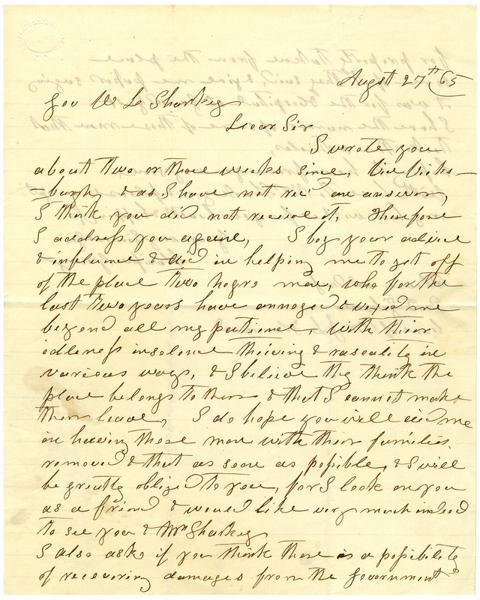 Augst 27th /65
Gov W L Sharkey
Dear Sir
I wrote you
about two or three weeks since, via Vicks-
-burgh, & as I have not recd an answer,
I think you did not receive it, therefore
I address you again, I beg your advice
& influence & aid in helping me to get off
of the place two negro men, who for the
last two years have annoyed & vexed me
beyond all my patience, with their
idleness insolence thieving & rascality in
various ways, & I believe they think the
place belongs to them & that I cannot make
them leave, I do hope you will aid me
in having these men with their families
removed & that as soon as possible, & I will
be greatly obliged to you, for I look on you
as a friend & would like very much indeed
to see you & Mrs Sharkey
I also ask if you think there is a possibility
of recovering damages from the Government